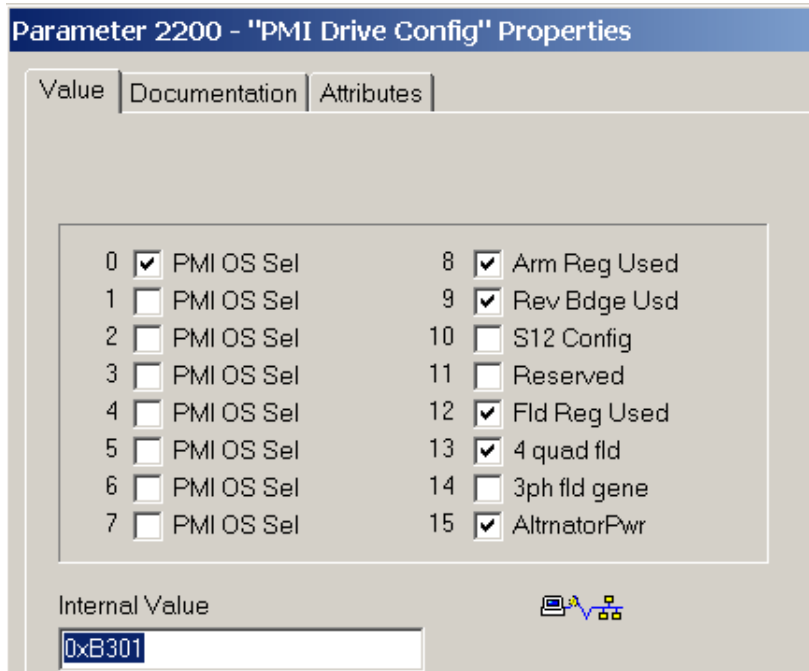 Parameter 2200 - "PMI Drive Config" Properties
Value Documentation Attributes
0 PMI OS Sel 8 Arm Reg Used
1 PMI OS Sel 9 Rev Bdge Usd
2 PMI OS Sel 10 S12 Config
3 PMI OS Sel 11 Reserved
4 PMI OS Sel 12 Fld Reg Used
5 PMI OS Sel 13 4 quad fld
6 PMI OS Sel 14 3ph fld gene
7 PMI OS Sel 15 AltrnatorPwr
Internal Value
0xB301